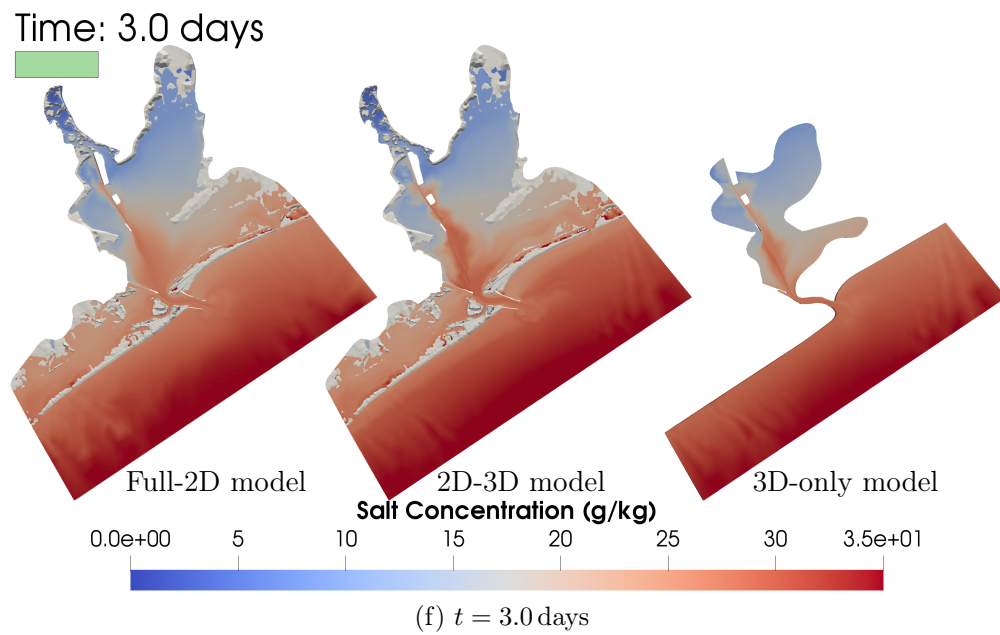 Time: 3.0 days
Full-2D model
2D-3D model
3D-only model
Salt Concentration (g/kg)
0.0e+00 5 10 15 20 25 30 3.5e+01
(f) t = 3.0 days